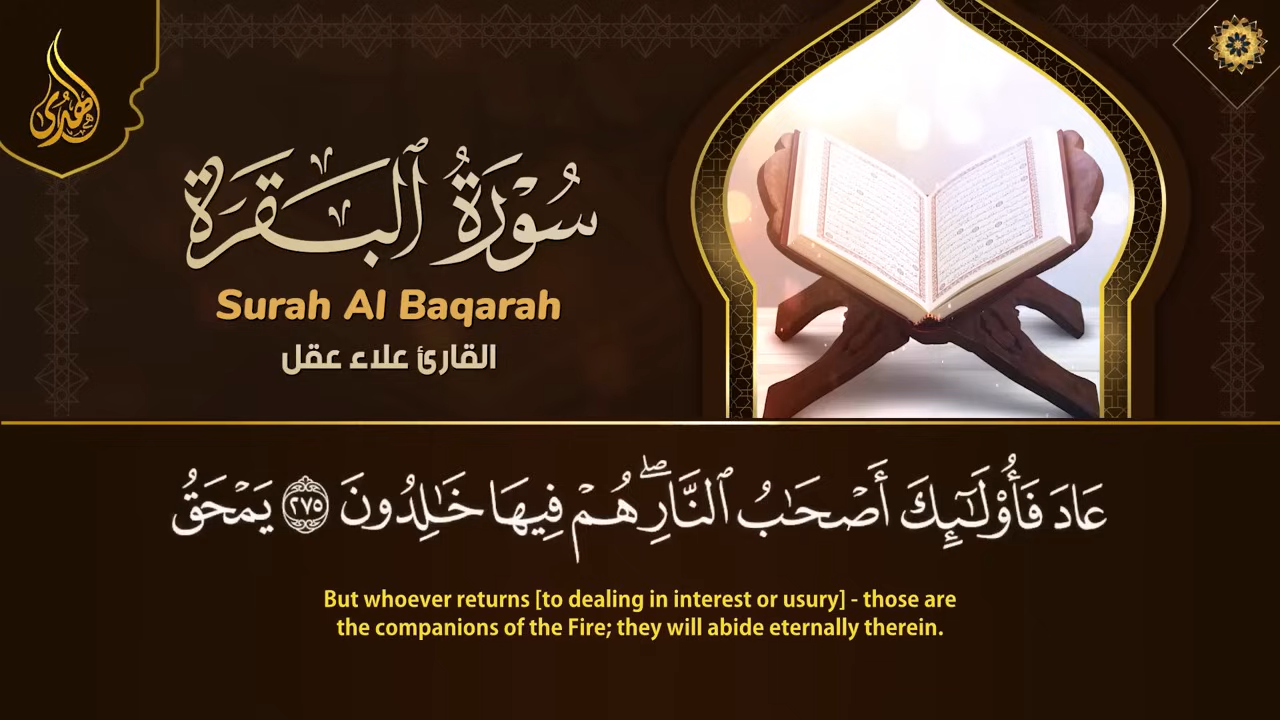 الهدى
سُورَةُ ٱلْبَقَرَة
Surah Al Baqarah
القارئ علاء عقل
عَادَ فَأُو۟لَـٰٓئِكَ أَصْحَـٰبُ ٱلنَّارِ ۖ هُمْ فِيهَا خَـٰلِدُونَ ٢٧٥ يَمْحَقُ
But whoever returns [to dealing in interest or usury] - those are
the companions of the Fire; they will abide eternally therein.